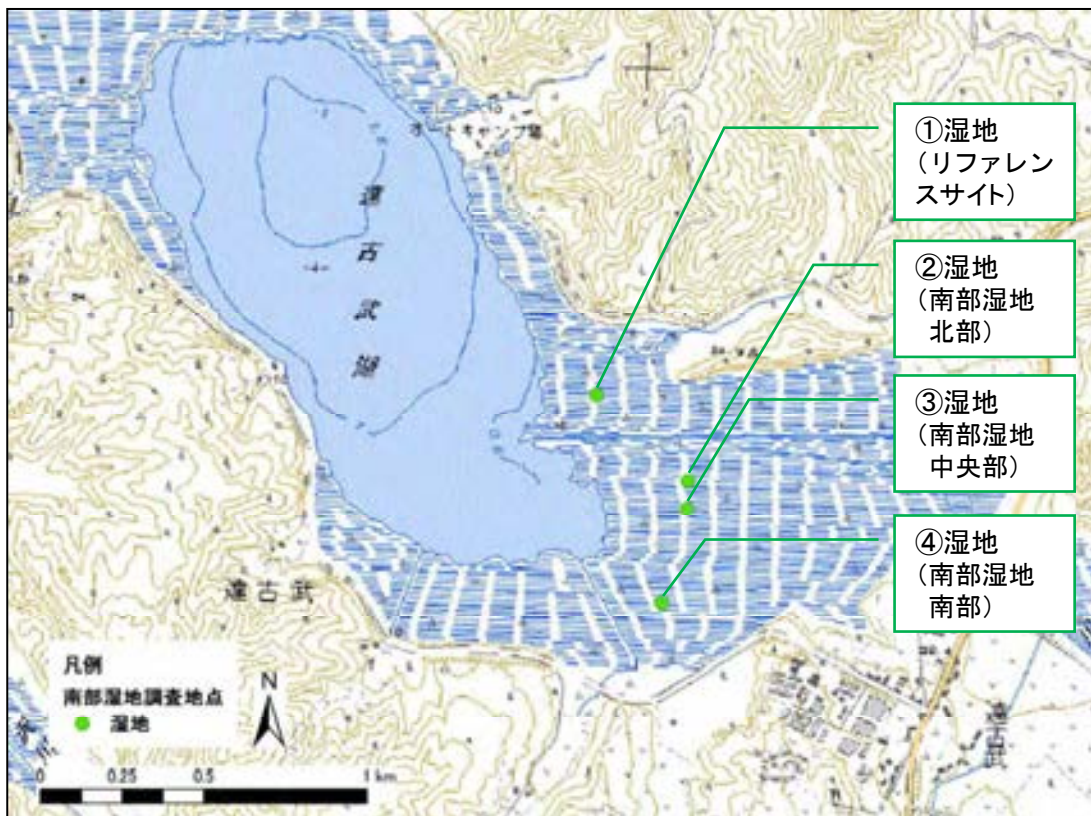 オートキャンプ場
達古武湖
①湿地
（リファレン
スサイト）
②湿地
（南部湿地
北部）
③湿地
（南部湿地
中央部）
④湿地
（南部湿地
南部）
達古武
達古武
凡例
南部湿地調査地点
湿地
N
0 0.25 0.5 1 km